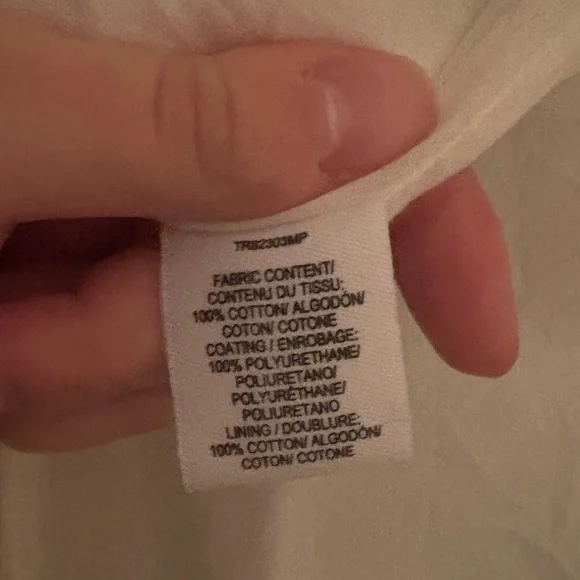 TRS2303MP
FABRIC CONTENT/
CONTENU DU TISSU:
100% COTTON/ ALGODÓN/
COTON/ COTONE
COATING / ENROBAGE:
100% POLYURETHANE/
POLIURETANO/
POLYURÉTHANE/
POLIURETANO
LINING / DOUBLURE:
100% COTTON/ ALGODÓN/
COTON/ COTONE